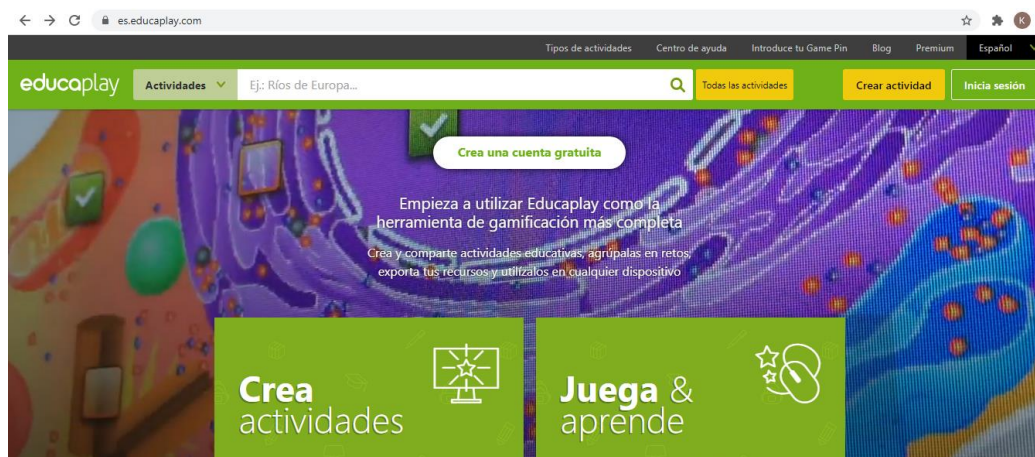 es.educaplay.com
K
Tipos de actividades Centro de ayuda Introduce tu Game Pin Blog Premium Español
educaplay Actividades Ej.: Ríos de Europa... Todas las actividades Crear actividad Inicia sesión
Crea una cuenta gratuita
Empieza a utilizar Educaplay como la
herramienta de gamificación más completa
Crea y comparte actividades educativas, agrúpalas en retos,
exporta tus recursos y utilízalos en cualquier dispositivo
Crea
actividades
Juega &
aprende